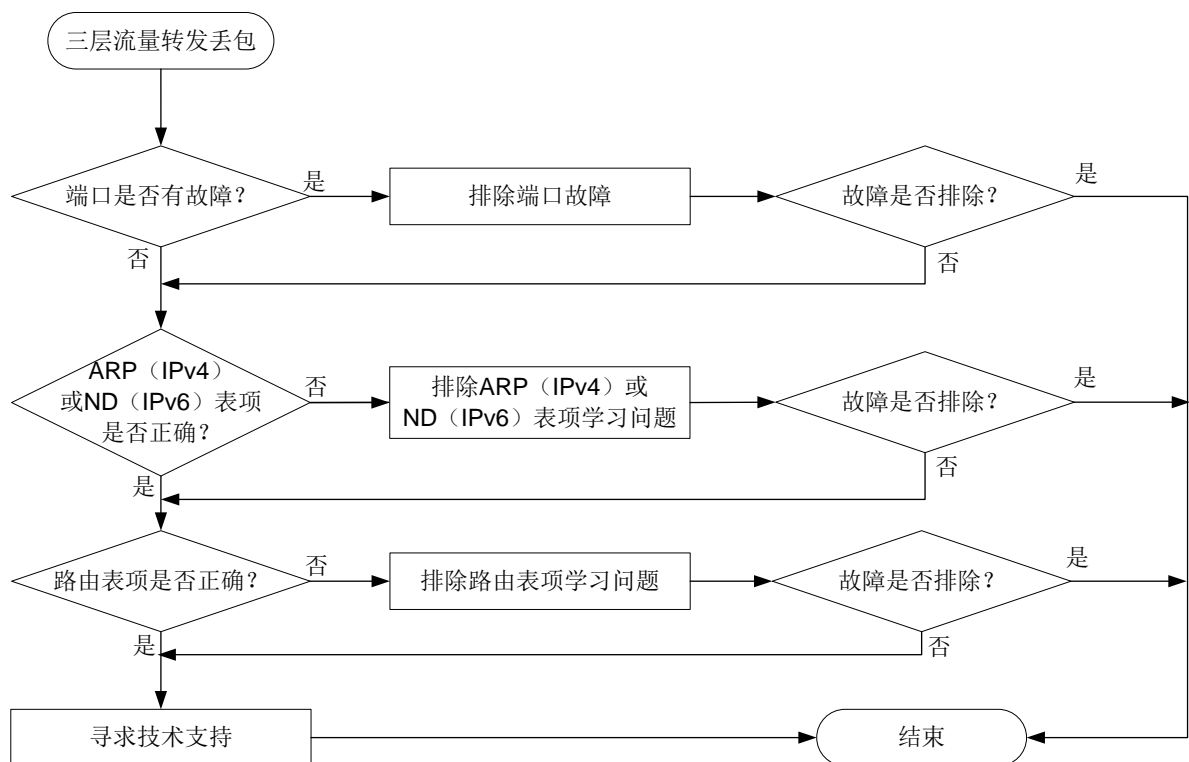 三层流量转发丢包
端口是否有故障？
是
排除端口故障
故障是否排除？
是
否
否
ARP（IPv4）
或ND（IPv6）表项
是否正确？
否
排除ARP（IPv4）或
ND（IPv6）表项学习问题
故障是否排除？
是
是
否
路由表项是否正确？
否
排除路由表项学习问题
故障是否排除？
是
是
否
寻求技术支持
结束